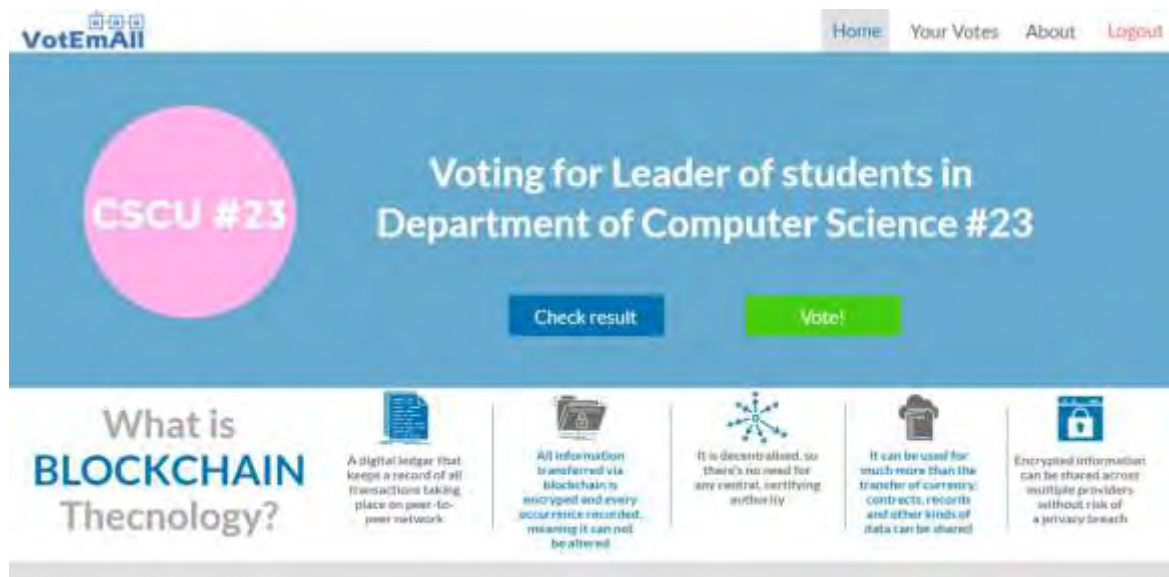 VotEmAll
Home Your Votes About Logout
CSCU #23
Voting for Leader of students in
Department of Computer Science #23
Check result Vote!
What is
BLOCKCHAIN
Thecnology?
A digital ledger that
keeps a record of all
transactions taking
place on peer-to-
peer network
All information
transferred via
blockchain is
encryped and every
occurrence recorded,
meaning it can not
be altered
It is decentralised, so
there's no need for
any central, certifying
authority
It can be used for
much more than the
transfer of currency;
contracts, records
and other kinds of
data can be shared
Encrypted information
can be shared across
multiple providers
without risk of
a privacy breach